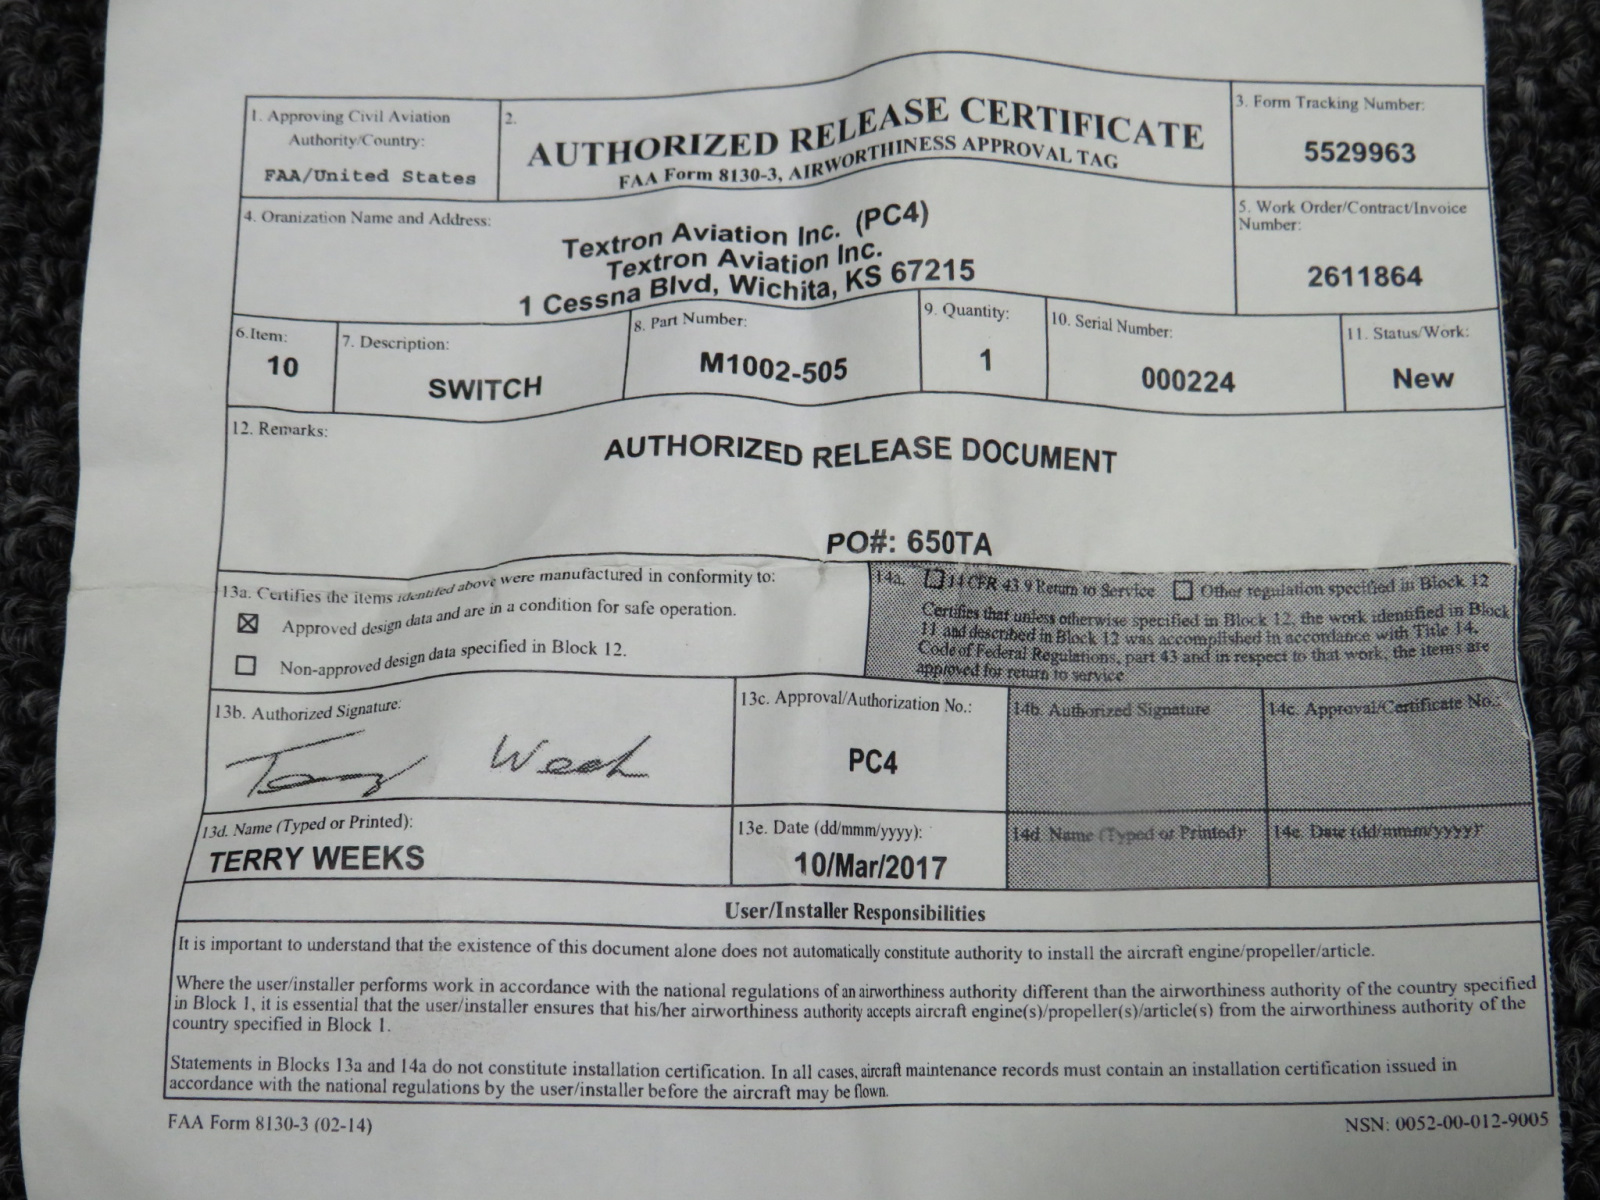 1. Approving Civil Aviation
Authority/Country:
FAA/United States
2.
AUTHORIZED RELEASE CERTIFICATE
FAA Form 8130-3, AIRWORTHINESS APPROVAL TAG
3. Form Tracking Number:
5529963
4. Oranization Name and Address:
Textron Aviation Inc. (PC4)
Textron Aviation Inc.
1 Cessna Blvd, Wichita, KS 67215
5. Work Order/Contract/Invoice
Number:
2611864
6.Item:
10
7. Description:
SWITCH
8. Part Number:
M1002-505
9. Quantity:
1
10. Serial Number:
000224
11. Status/Work:
New
12. Remarks:
AUTHORIZED RELEASE DOCUMENT
PO#: 650TA
13a. Certifies the items identifed above were manufactured in conformity to:
Approved design data and are in a condition for safe operation.
Non-approved design data specified in Block 12.
14a. 14 CFR 43.9 Return to Service Other regulation specified in Block 12
Certifies that unless otherwise specified in Block 12, the work identified in Block
11 and described in Block 12 was accomplished in accordance with Title 14,
Code of Federal Regulations, part 43 and in respect to that work, the items are
approved for return to service
13b. Authorized Signature:
Terry Weeks
13c. Approval/Authorization No.:
PC4
14b. Authorized Signature
14c. Approval/Certificate No.:
13d. Name (Typed or Printed):
TERRY WEEKS
13e. Date (dd/mmm/yyyy):
10/Mar/2017
14d Name (Typed or Printed)
14e. Date (dd/mmm/yyyy)
User/Installer Responsibilities
It is important to understand that the existence of this document alone does not automatically constitute authority to install the aircraft engine/propeller/article.
Where the user/installer performs work in accordance with the national regulations of an airworthiness authority different than the airworthiness authority of the country specified
in Block 1, it is essential that the user/installer ensures that his/her airworthiness authority accepts aircraft engine(s)/propeller(s)/article(s) from the airworthiness authority of the
country specified in Block 1.
Statements in Blocks 13a and 14a do not constitute installation certification. In all cases, aircraft maintenance records must contain an installation certification issued in
accordance with the national regulations by the user/installer before the aircraft may be flown.
FAA Form 8130-3 (02-14)
NSN: 0052-00-012-9005